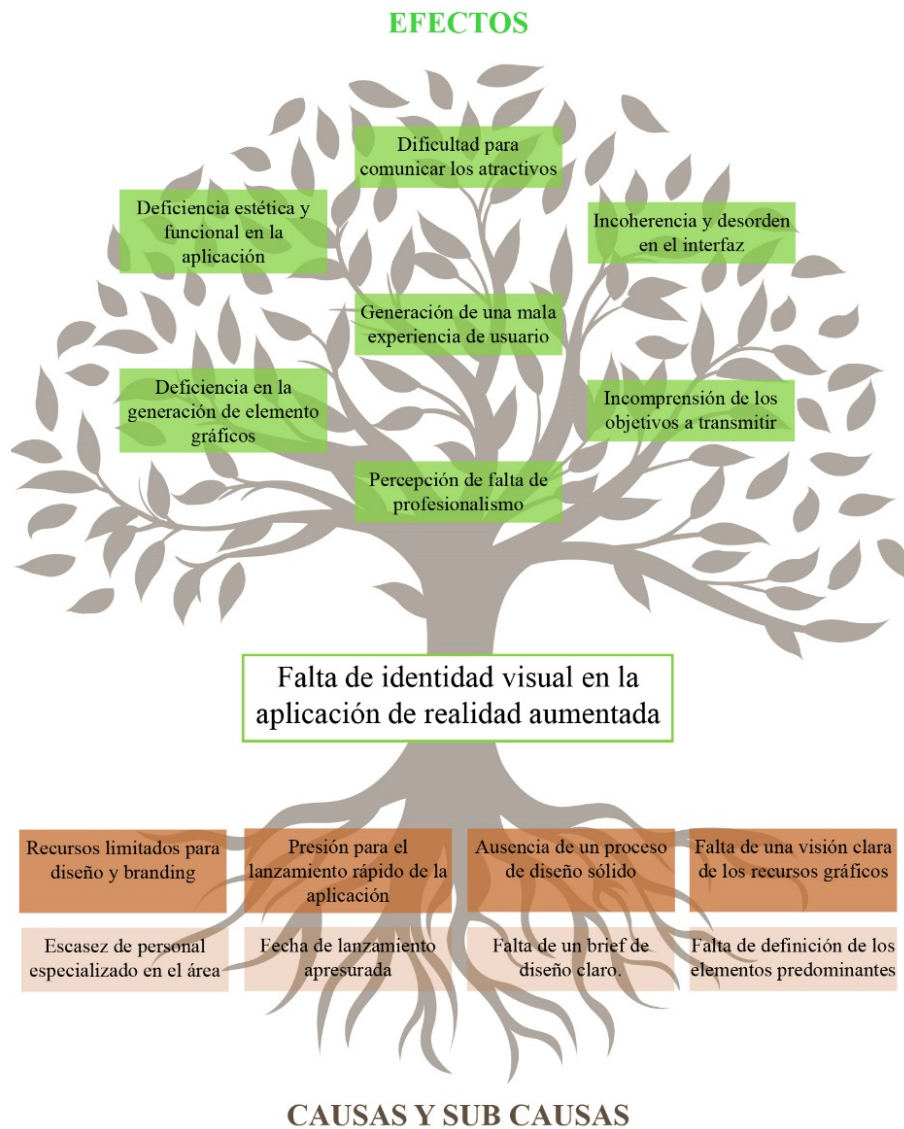 EFECTOS
Dificultad para
comunicar los atractivos
Deficiencia estética y
funcional en la
aplicación
Incoherencia y desorden
en el interfaz
Generación de una mala
experiencia de usuario
Deficiencia en la
generación de elemento
gráficos
Incomprensión de los
objetivos a transmitir
Percepción de falta de
profesionalismo
Falta de identidad visual en la
aplicación de realidad aumentada
Recursos limitados para
diseño y branding
Presión para el
lanzamiento rápido de la
aplicación
Ausencia de un proceso
de diseño sólido
Falta de una visión clara
de los recursos gráficos
Escasez de personal
especializado en el área
Fecha de lanzamiento
apresurada
Falta de un brief de
diseño claro.
Falta de definición de los
elementos predominantes
CAUSAS Y SUB CAUSAS